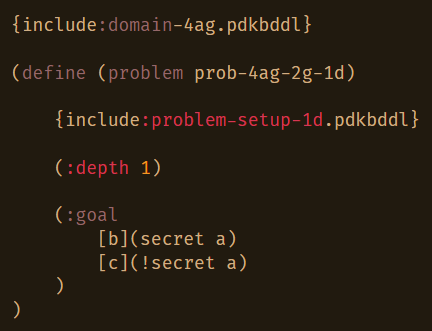 {include:domain-4ag.pdkbddl}
(define (problem prob-4ag-2g-1d)
{include:problem-setup-1d.pdkbddl}
(:depth 1)
(:goal
[b](secret a)
[c](!secret a)
)
)